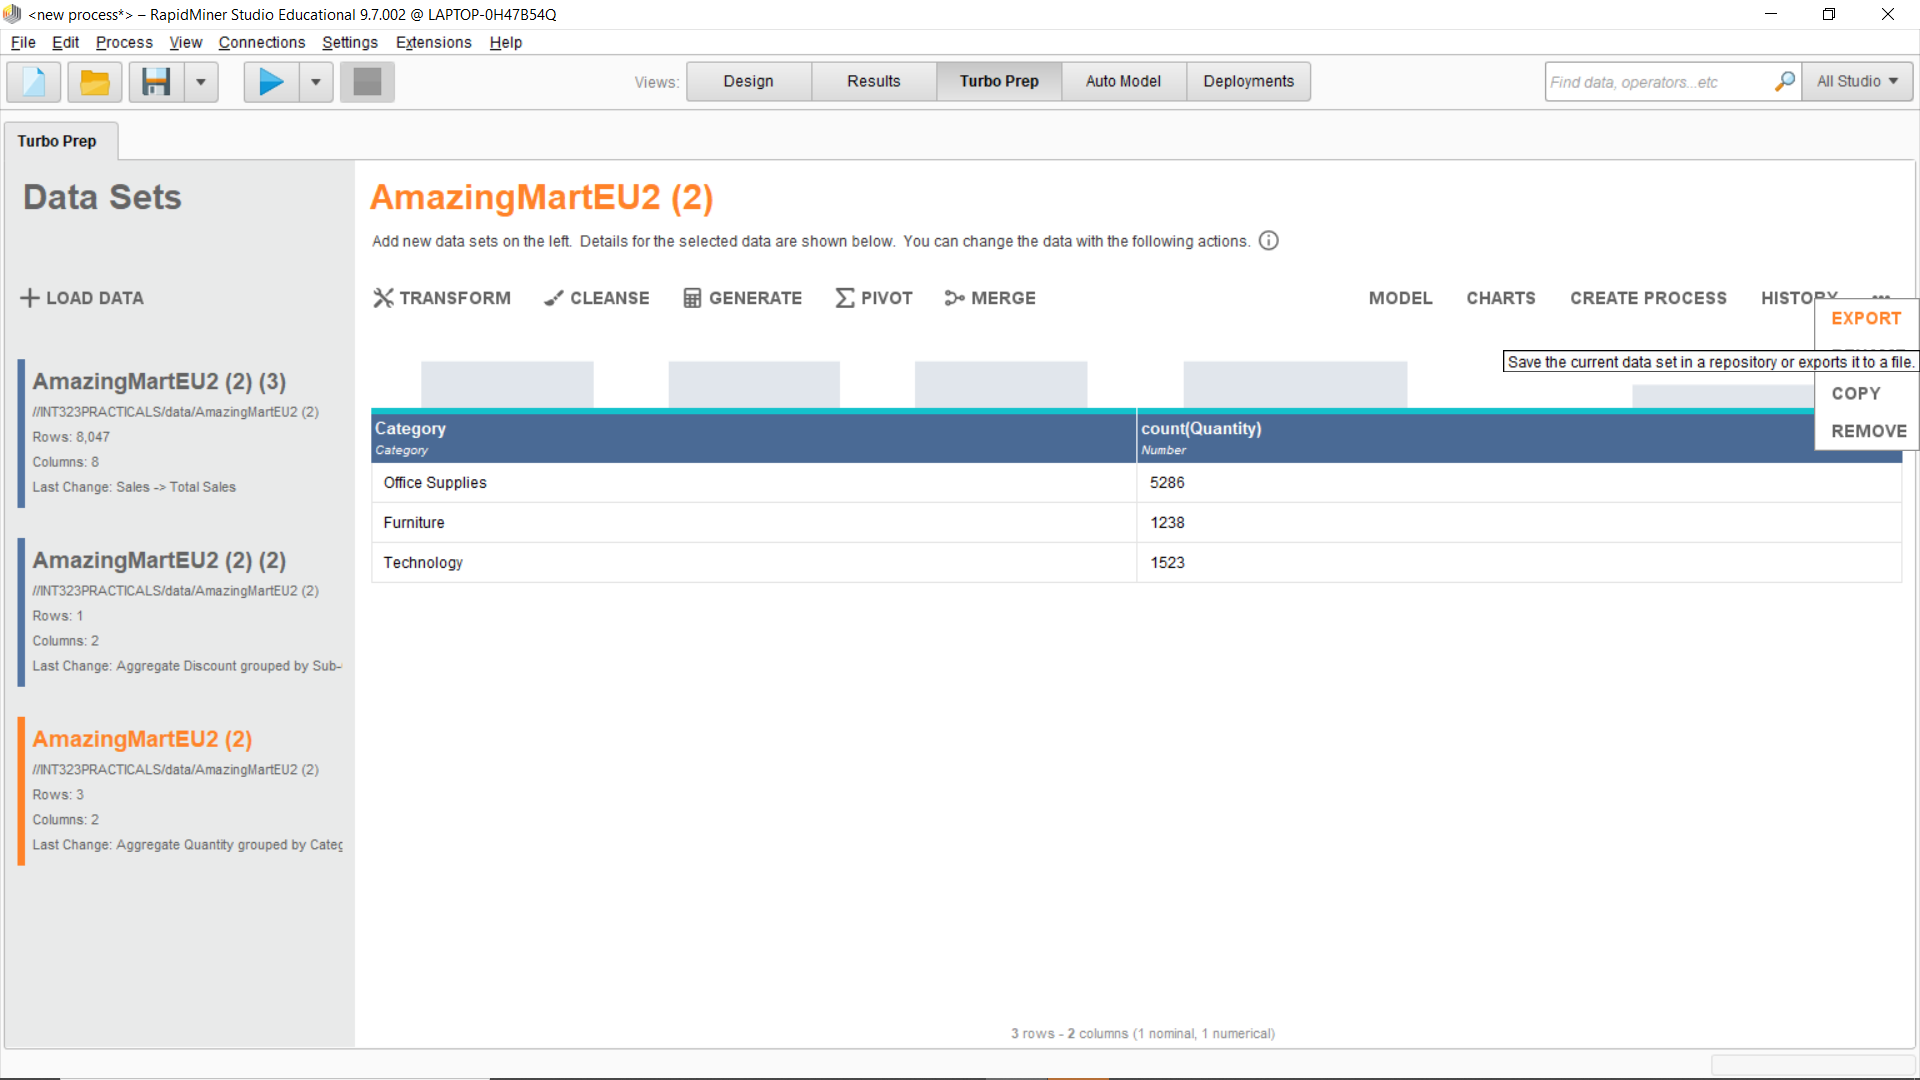 <new process*> – RapidMiner Studio Educational 9.7.002 @ LAPTOP-0H47B54Q
File Edit Process View Connections Settings Extensions Help
Views: Design Results Turbo Prep Auto Model Deployments Find data, operators...etc All Studio
Turbo Prep
Data Sets
LOAD DATA
AmazingMartEU2 (2) (3)
//INT323PRACTICALS/data/AmazingMartEU2 (2)
Rows: 8,047
Columns: 8
Last Change: Sales -> Total Sales
AmazingMartEU2 (2) (2)
//INT323PRACTICALS/data/AmazingMartEU2 (2)
Rows: 1
Columns: 2
Last Change: Aggregate Discount grouped by Sub-
AmazingMartEU2 (2)
//INT323PRACTICALS/data/AmazingMartEU2 (2)
Rows: 3
Columns: 2
Last Change: Aggregate Quantity grouped by Categ
AmazingMartEU2 (2)
Add new data sets on the left. Details for the selected data are shown below. You can change the data with the following actions.
TRANSFORM CLEANSE GENERATE PIVOT MERGE MODEL CHARTS CREATE PROCESS HISTORY ...
EXPORT
Save the current data set in a repository or exports it to a file.
COPY
REMOVE
Category count(Quantity)
Category Number
Office Supplies 5286
Furniture 1238
Technology 1523
3 rows - 2 columns (1 nominal, 1 numerical)